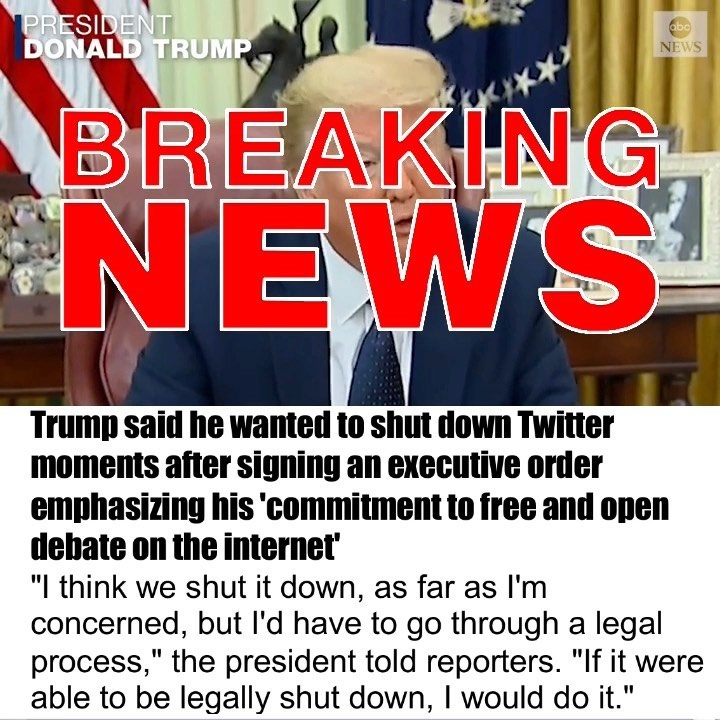 PRESIDENT
DONALD TRUMP
abc
NEWS
BREAKING
NEWS
Trump said he wanted to shut down Twitter
moments after signing an executive order
emphasizing his 'commitment to free and open
debate on the internet'
"I think we shut it down, as far as I'm
concerned, but I'd have to go through a legal
process," the president told reporters. "If it were
able to be legally shut down, I would do it."